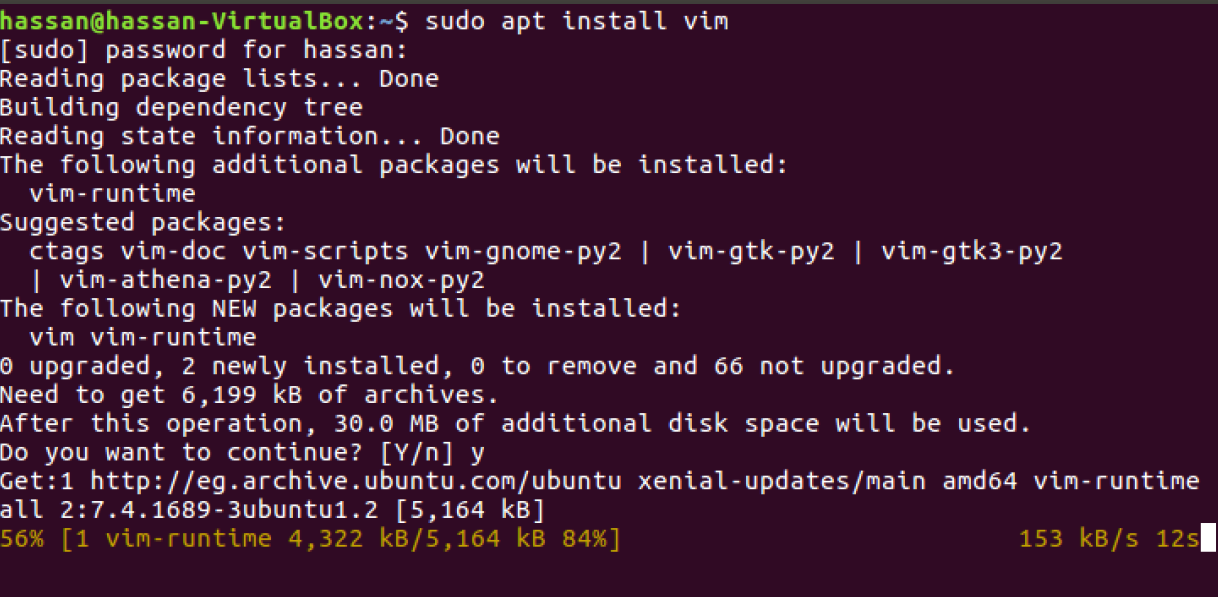 hassan@hassan-VirtualBox:~$ sudo apt install vim
[sudo] password for hassan:
Reading package lists... Done
Building dependency tree
Reading state information... Done
The following additional packages will be installed:
  vim-runtime
Suggested packages:
  ctags vim-doc vim-scripts vim-gnome-py2 | vim-gtk-py2 | vim-gtk3-py2
  | vim-athena-py2 | vim-nox-py2
The following NEW packages will be installed:
  vim vim-runtime
0 upgraded, 2 newly installed, 0 to remove and 66 not upgraded.
Need to get 6,199 kB of archives.
After this operation, 30.0 MB of additional disk space will be used.
Do you want to continue? [Y/n] y
Get:1 http://eg.archive.ubuntu.com/ubuntu xenial-updates/main amd64 vim-runtime
all 2:7.4.1689-3ubuntu1.2 [5,164 kB]
56% [1 vim-runtime 4,322 kB/5,164 kB 84%] 153 kB/s 12s